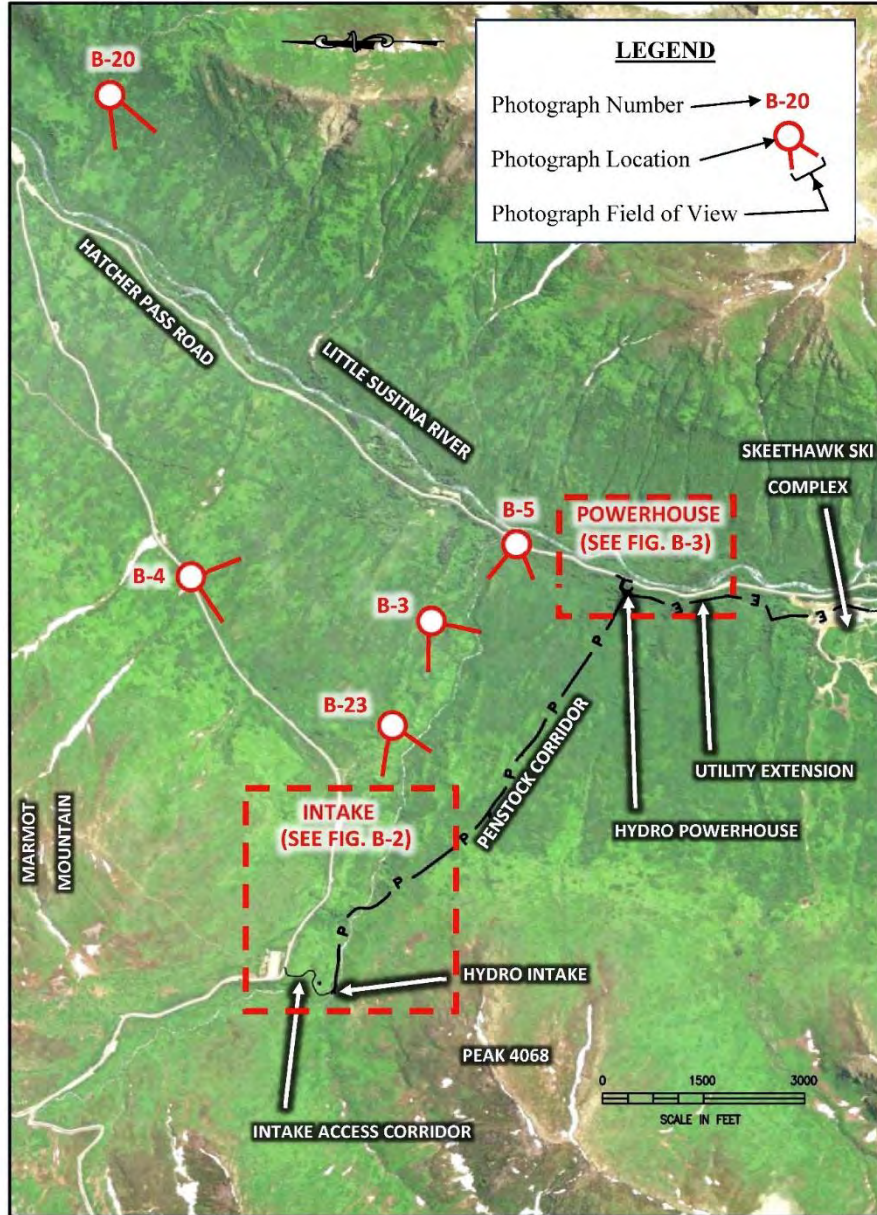 LEGEND
Photograph Number
B-20
Photograph Location
Photograph Field of View
B-20
HATCHER PASS ROAD
LITTLE SUSITNA RIVER
SKEETHAWK SKI
COMPLEX
B-5
POWERHOUSE
(SEE FIG. B-3)
B-4
B-3
E
E
E
B-23
P
P
P
P
P
P
PENSTOCK CORRIDOR
UTILITY EXTENSION
HYDRO POWERHOUSE
INTAKE
(SEE FIG. B-2)
MARMOT
MOUNTAIN
HYDRO INTAKE
PEAK 4068
INTAKE ACCESS CORRIDOR
0 1500 3000
SCALE IN FEET